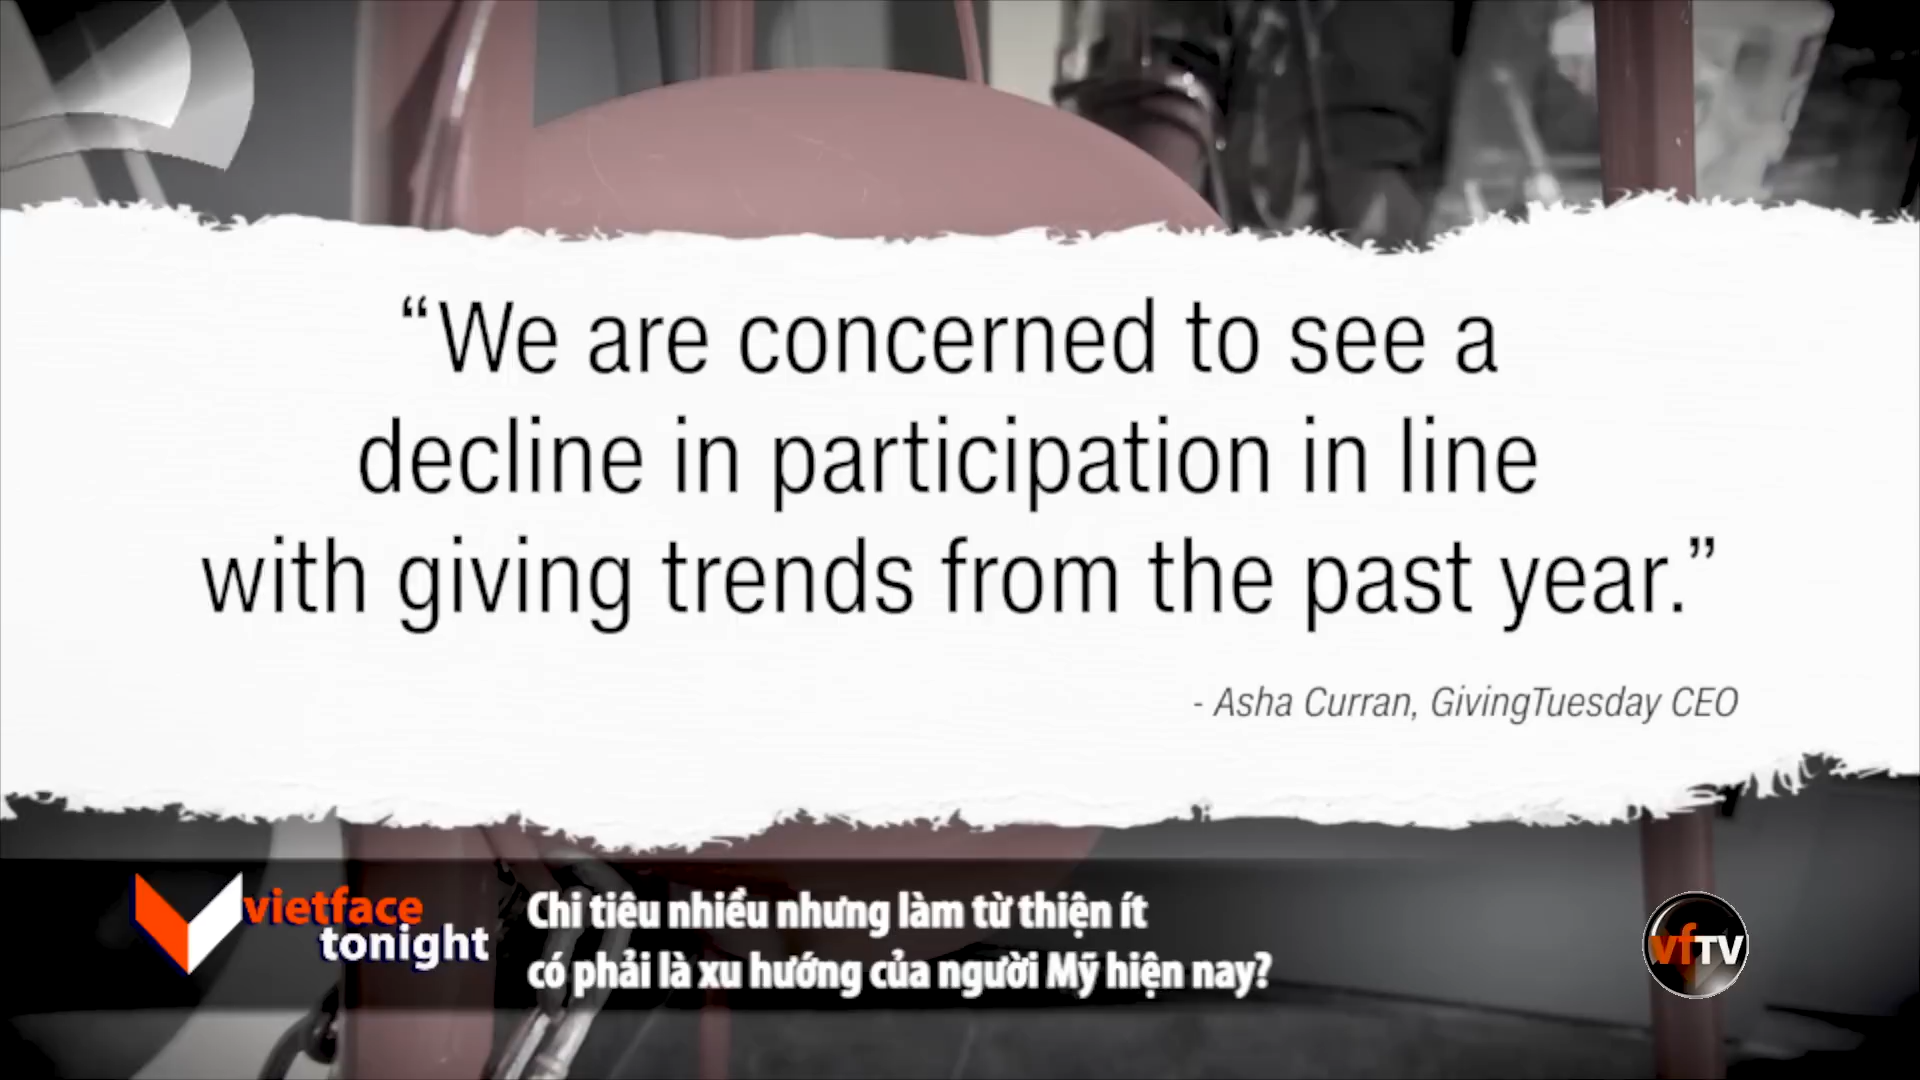 “We are concerned to see a
decline in participation in line
with giving trends from the past year.”
- Asha Curran, GivingTuesday CEO
vietface
tonight
Chi tiêu nhiều nhưng làm từ thiện ít
có phải là xu hướng của người Mỹ hiện nay?
vfTV